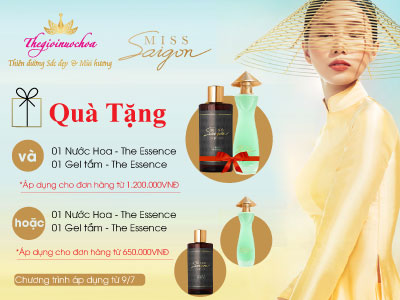 Thegioinuochoa
Thiên đường Sắc đẹp & Mùi hương
MISS
Saigon
Quà Tặng
và
01 Nước Hoa - The Essence
01 Gel tắm - The Essence
*Áp dụng cho đơn hàng từ 1.200.000VNĐ
hoặc
01 Nước Hoa - The Essence
01 Gel tắm - The Essence
*Áp dụng cho đơn hàng từ 650.000VNĐ
Chương trình áp dụng từ 9/7